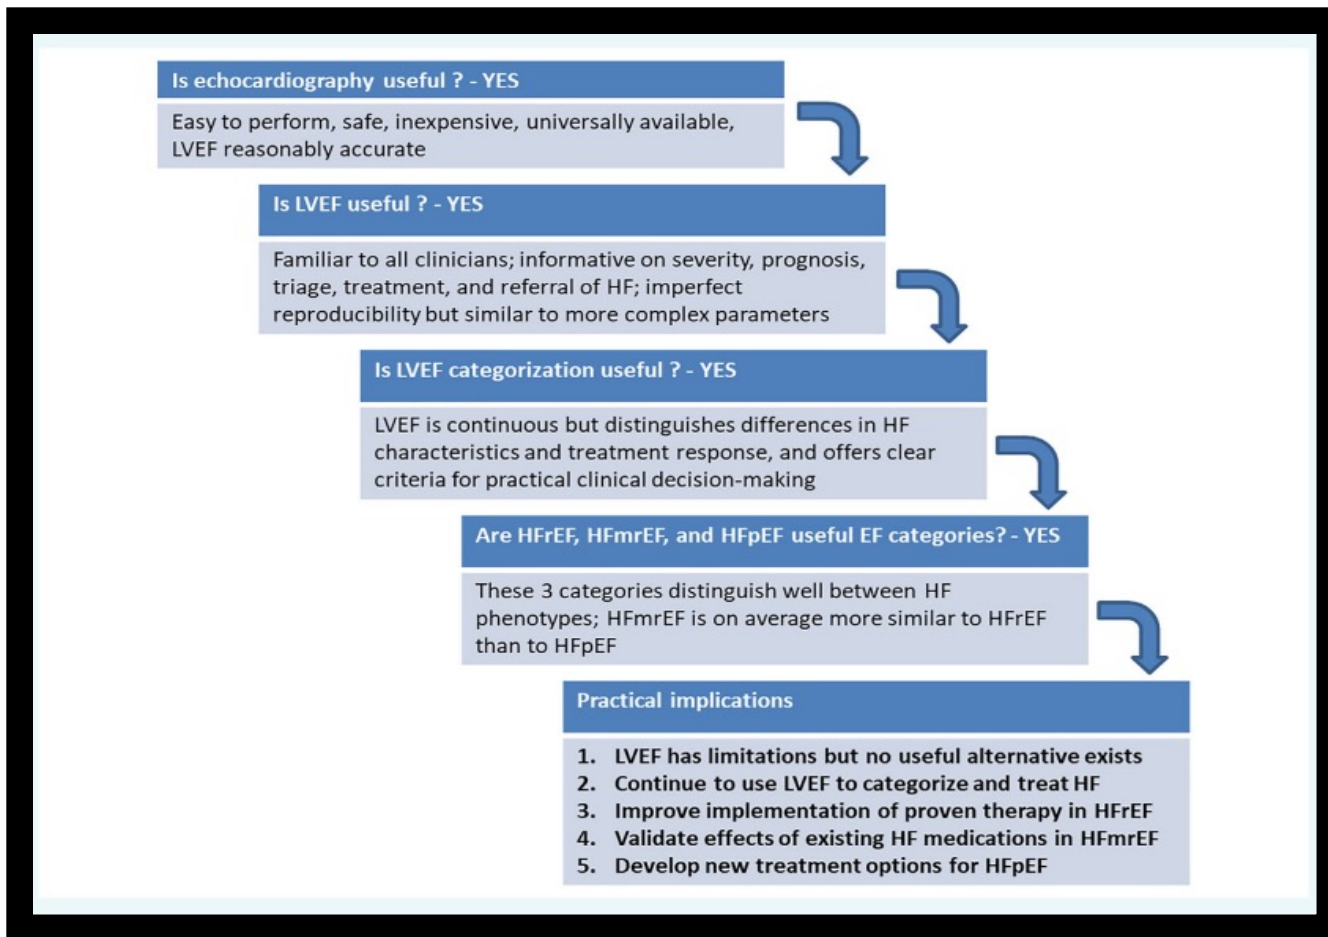 Is echocardiography useful ? - YES
Easy to perform, safe, inexpensive, universally available,
LVEF reasonably accurate
Is LVEF useful ? - YES
Familiar to all clinicians; informative on severity, prognosis,
triage, treatment, and referral of HF; imperfect
reproducibility but similar to more complex parameters
Is LVEF categorization useful ? - YES
LVEF is continuous but distinguishes differences in HF
characteristics and treatment response, and offers clear
criteria for practical clinical decision-making
Are HFrEF, HFmrEF, and HFpEF useful EF categories? - YES
These 3 categories distinguish well between HF
phenotypes; HFmrEF is on average more similar to HFrEF
than to HFpEF
Practical implications
1. LVEF has limitations but no useful alternative exists
2. Continue to use LVEF to categorize and treat HF
3. Improve implementation of proven therapy in HFrEF
4. Validate effects of existing HF medications in HFmrEF
5. Develop new treatment options for HFpEF